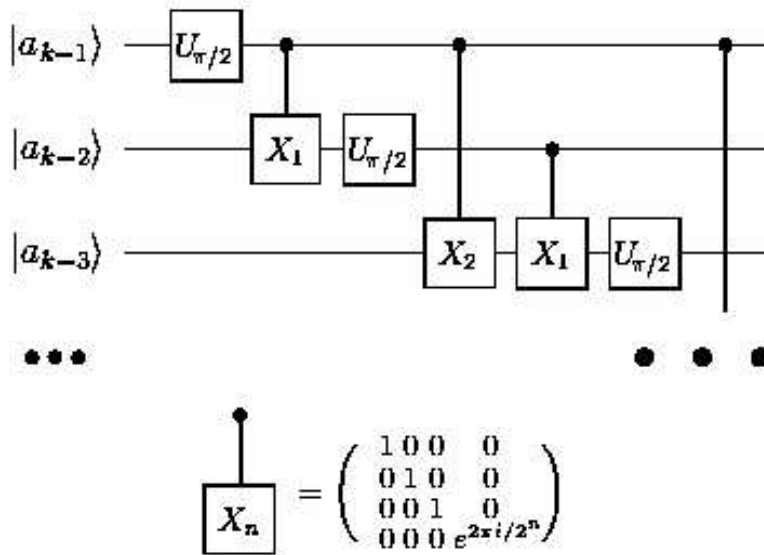 |a_{k-1}⟩ U_{π/2}
|a_{k-2}⟩ X_1 U_{π/2}
|a_{k-3}⟩ X_2 X_1 U_{π/2}
X_n = ( 1 0 0 0
0 1 0 0
0 0 1 0
0 0 0 e^{2πi/2^n} )